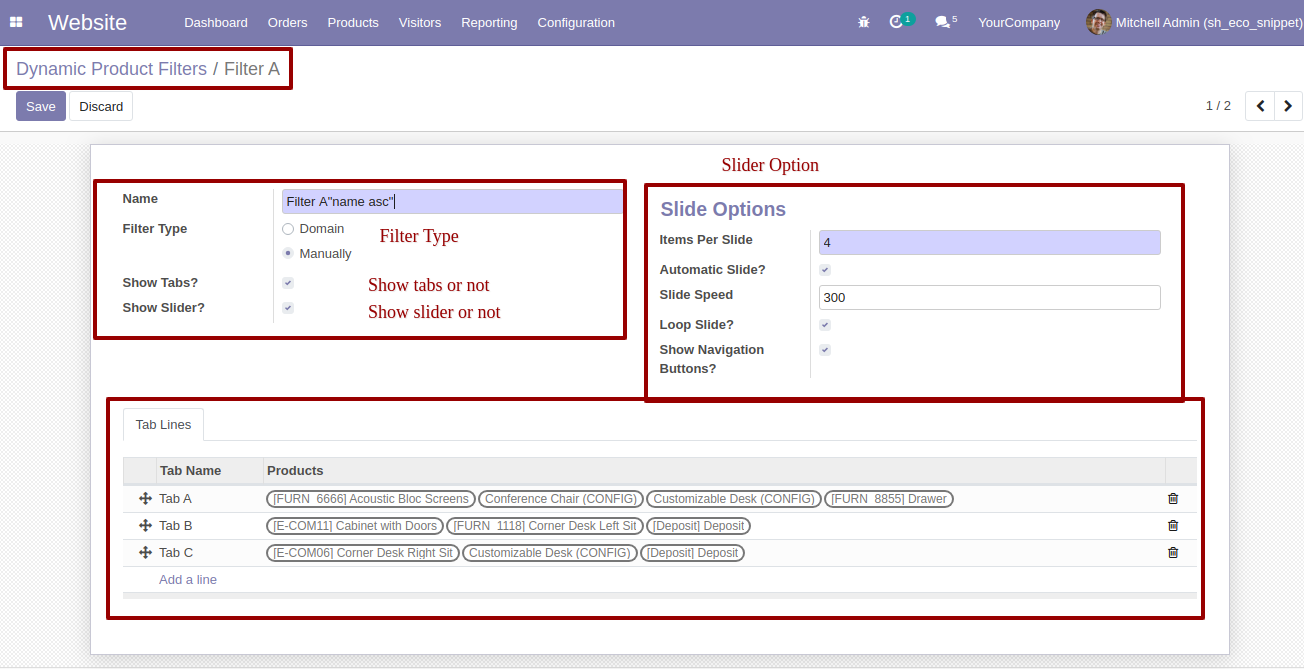 Website Dashboard Orders Products Visitors Reporting Configuration 1 5 YourCompany Mitchell Admin (sh_eco_snippet)
Dynamic Product Filters / Filter A
Save Discard 1 / 2
Slider Option
Name Filter A"name asc"
Filter Type Domain
Filter Type
Manually
Show Tabs? Show tabs or not
Show Slider? Show slider or not
Slide Options
Items Per Slide 4
Automatic Slide?
Slide Speed 300
Loop Slide?
Show Navigation
Buttons?
Tab Lines
Tab Name Products
Tab A [FURN_6666] Acoustic Bloc Screens Conference Chair (CONFIG) Customizable Desk (CONFIG) [FURN_8855] Drawer
Tab B [E-COM11] Cabinet with Doors [FURN_1118] Corner Desk Left Sit [Deposit] Deposit
Tab C [E-COM06] Corner Desk Right Sit Customizable Desk (CONFIG) [Deposit] Deposit
Add a line